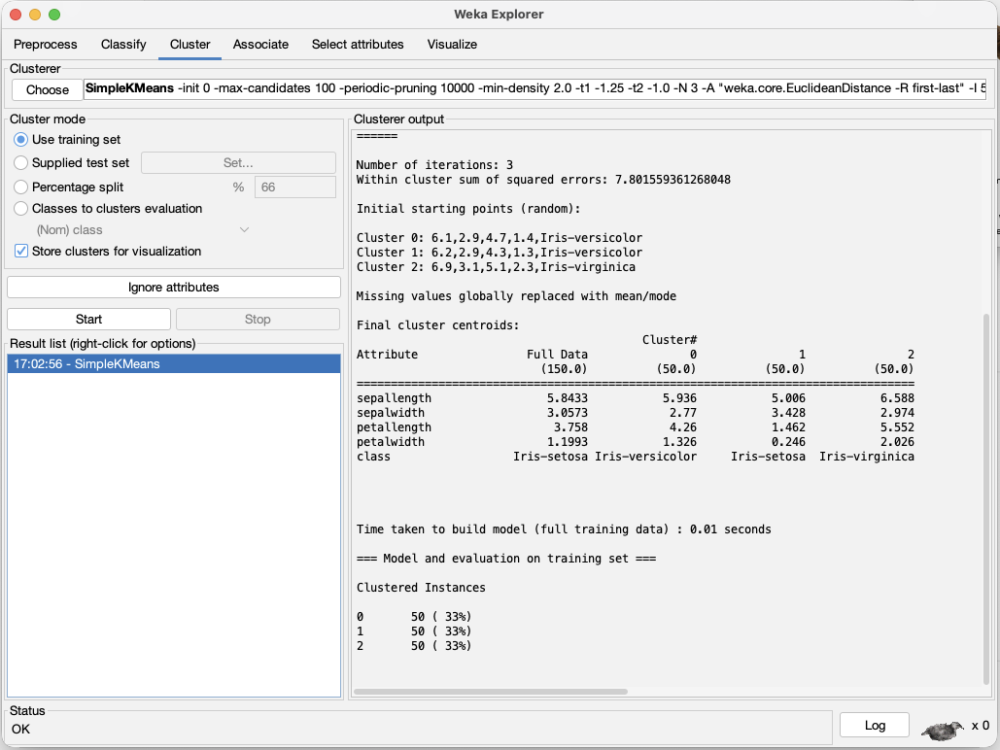 Weka Explorer
Preprocess Classify Cluster Associate Select attributes Visualize
Clusterer
Choose SimpleKMeans -init 0 -max-candidates 100 -periodic-pruning 10000 -min-density 2.0 -t1 -1.25 -t2 -1.0 -N 3 -A "weka.core.EuclideanDistance -R first-last" -I 5
Cluster mode
Use training set
Supplied test set Set...
Percentage split % 66
Classes to clusters evaluation
(Nom) class
Store clusters for visualization
Ignore attributes
Start Stop
Result list (right-click for options)
17:02:56 - SimpleKMeans
Clusterer output
======
Number of iterations: 3
Within cluster sum of squared errors: 7.801559361268048
Initial starting points (random):
Cluster 0: 6.1,2.9,4.7,1.4,Iris-versicolor
Cluster 1: 6.2,2.9,4.3,1.3,Iris-versicolor
Cluster 2: 6.9,3.1,5.1,2.3,Iris-virginica
Missing values globally replaced with mean/mode
Final cluster centroids:
Cluster#
Attribute Full Data 0 1 2
(150.0) (50.0) (50.0) (50.0)
==================================================================================
sepallength 5.8433 5.936 5.006 6.588
sepalwidth 3.0573 2.77 3.428 2.974
petallength 3.758 4.26 1.462 5.552
petalwidth 1.1993 1.326 0.246 2.026
class Iris-setosa Iris-versicolor Iris-setosa Iris-virginica
Time taken to build model (full training data) : 0.01 seconds
=== Model and evaluation on training set ===
Clustered Instances
0 50 ( 33%)
1 50 ( 33%)
2 50 ( 33%)
Status
OK
Log x 0